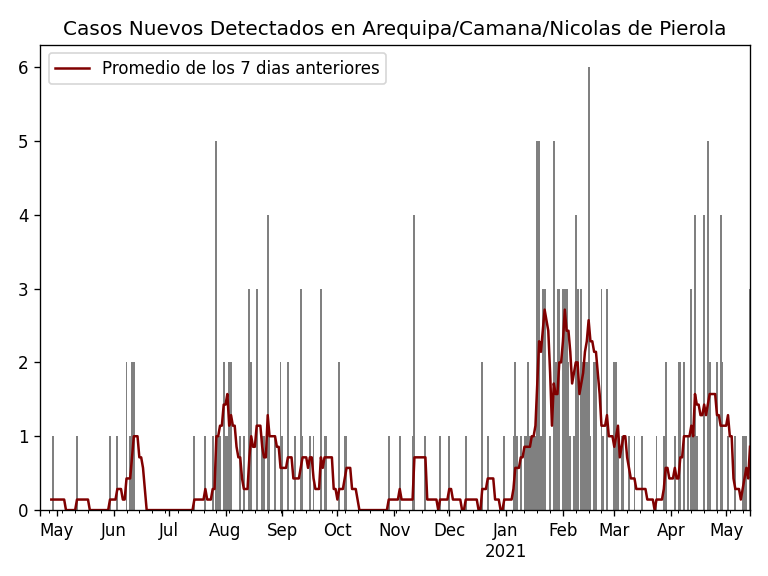 Casos Nuevos Detectados en Arequipa/Camana/Nicolas de Pierola
Promedio de los 7 dias anteriores
6
5
4
3
2
1
0
May Jun Jul Aug Sep Oct Nov Dec Jan Feb Mar Apr May
2021